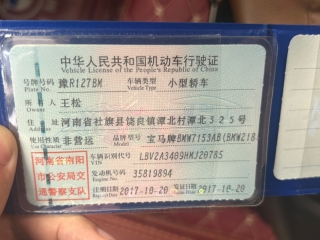 中华人民共和国机动车行驶证
Vehicle License of the People's Republic of China
号牌号码 豫R127BM 车辆类型 小型轿车
Plate No. Vehicle Type
所有人 王松
Owner
住址 河南省社旗县饶良镇潭北村潭北325号
Address
使用性质 非营运 品牌型号 宝马牌BMW7153AB(BMWZ18
Use Character Model
河南省南阳市公安局交通警察支队
车辆识别代号 LBV2A3409HMJ20785
VIN
发动机号码 35819894
Engine No.
注册日期 2017-10-20 发证日期 2017-10-20
Register Date Issue Date